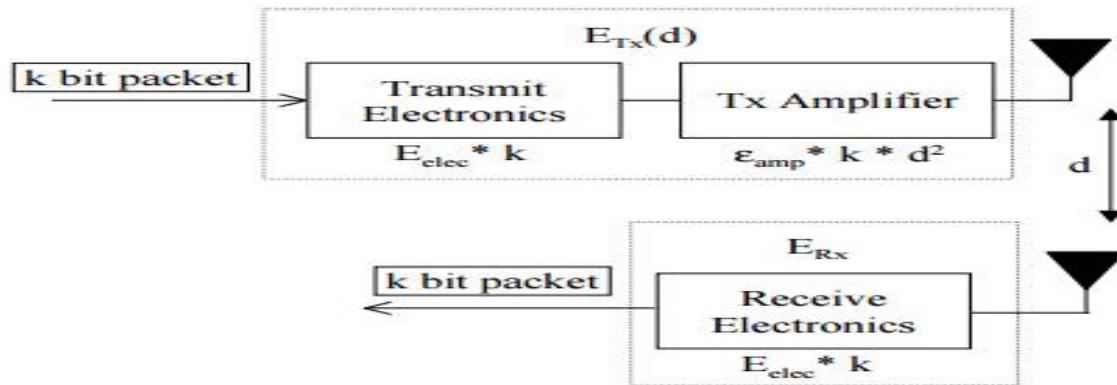 E_Tx(d)
k bit packet
Transmit
Electronics
Tx Amplifier
E_elec* k
ε_amp* k * d²
d
E_Rx
k bit packet
Receive
Electronics
E_elec* k